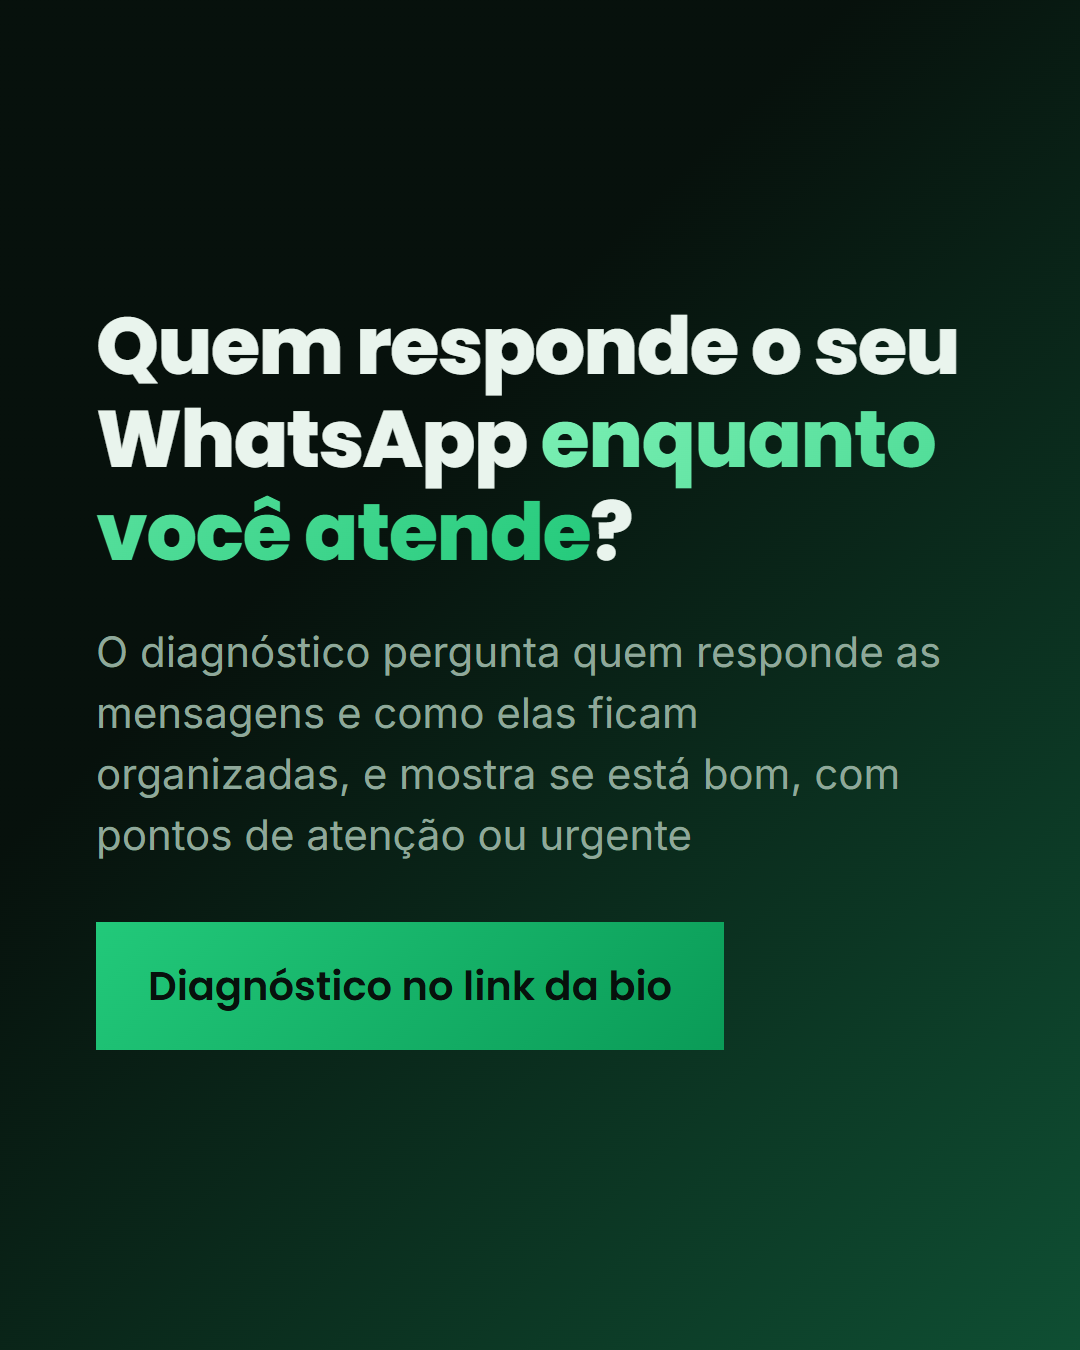 Quem responde o seu
WhatsApp enquanto
você atende?
O diagnóstico pergunta quem responde as
mensagens e como elas ficam
organizadas, e mostra se está bom, com
pontos de atenção ou urgente
Diagnóstico no link da bio